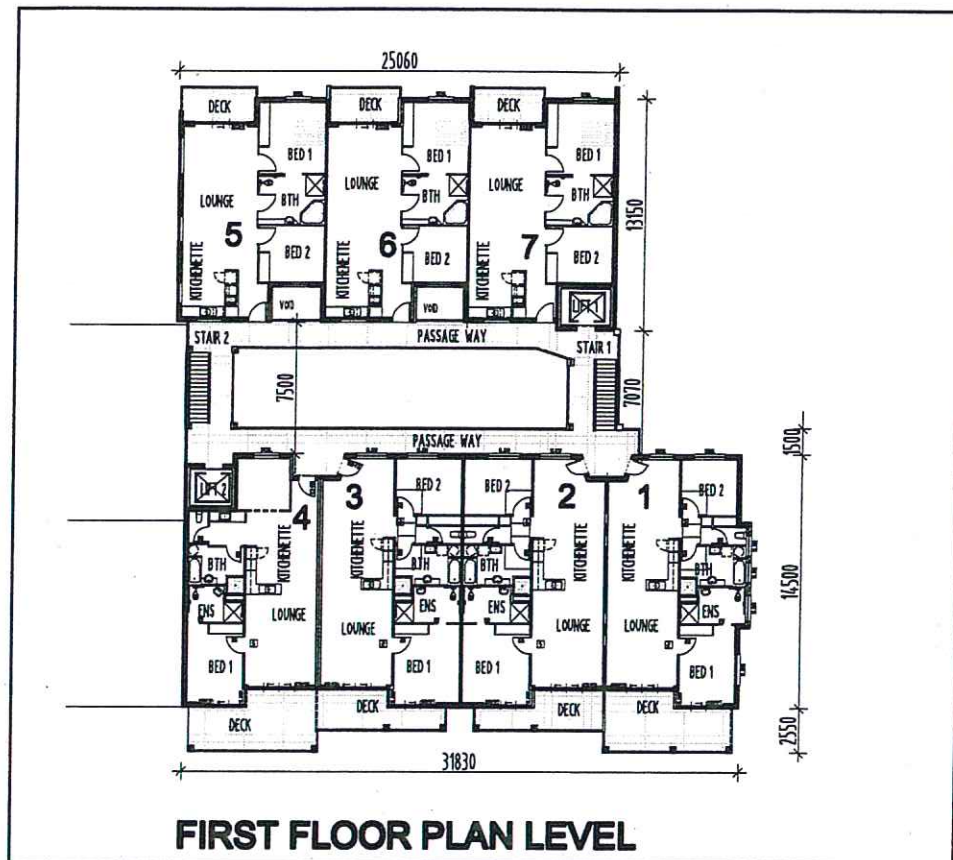 25060
DECK DECK DECK
BED 1 BED 1 BED 1
LOUNGE LOUNGE LOUNGE
BTH BTH BTH
13150
5 6 7
BED 2 BED 2 BED 2
KITCHENETTE KITCHENETTE KITCHENETTE
VOID VOID LIFT 1
STAIR 2 PASSAGE WAY STAIR 1
7500 7070
PASSAGE WAY 1500
LIFT 2 4 3 BED 2 BED 2 2 1 BED 2
KITCHENETTE KITCHENETTE KITCHENETTE KITCHENETTE
BTH BTH BTH BTH
14500
ENS ENS ENS ENS
LOUNGE LOUNGE LOUNGE LOUNGE
BED 1 BED 1 BED 1 BED 1
DECK DECK DECK DECK
2550
31830
FIRST FLOOR PLAN LEVEL